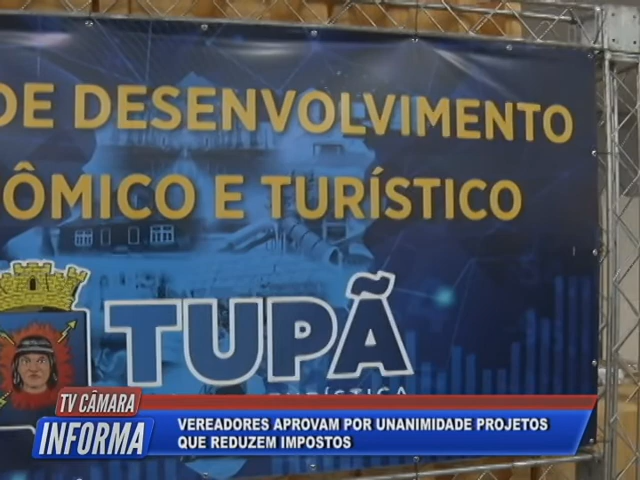 DE DESENVOLVIMENTO
ÔMICO E TURÍSTICO
TUPÃ
TV CÂMARA
INFORMA
VEREADORES APROVAM POR UNANIMIDADE PROJETOS
QUE REDUZEM IMPOSTOS